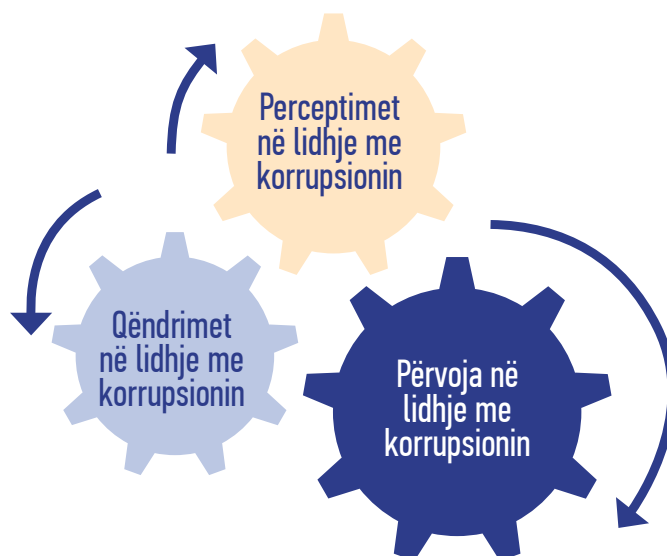 Perceptimet
në lidhje me
korrupsionin
Qëndrimet
në lidhje me
korrupsionin
Përvoja në
lidhje me
korrupsionin